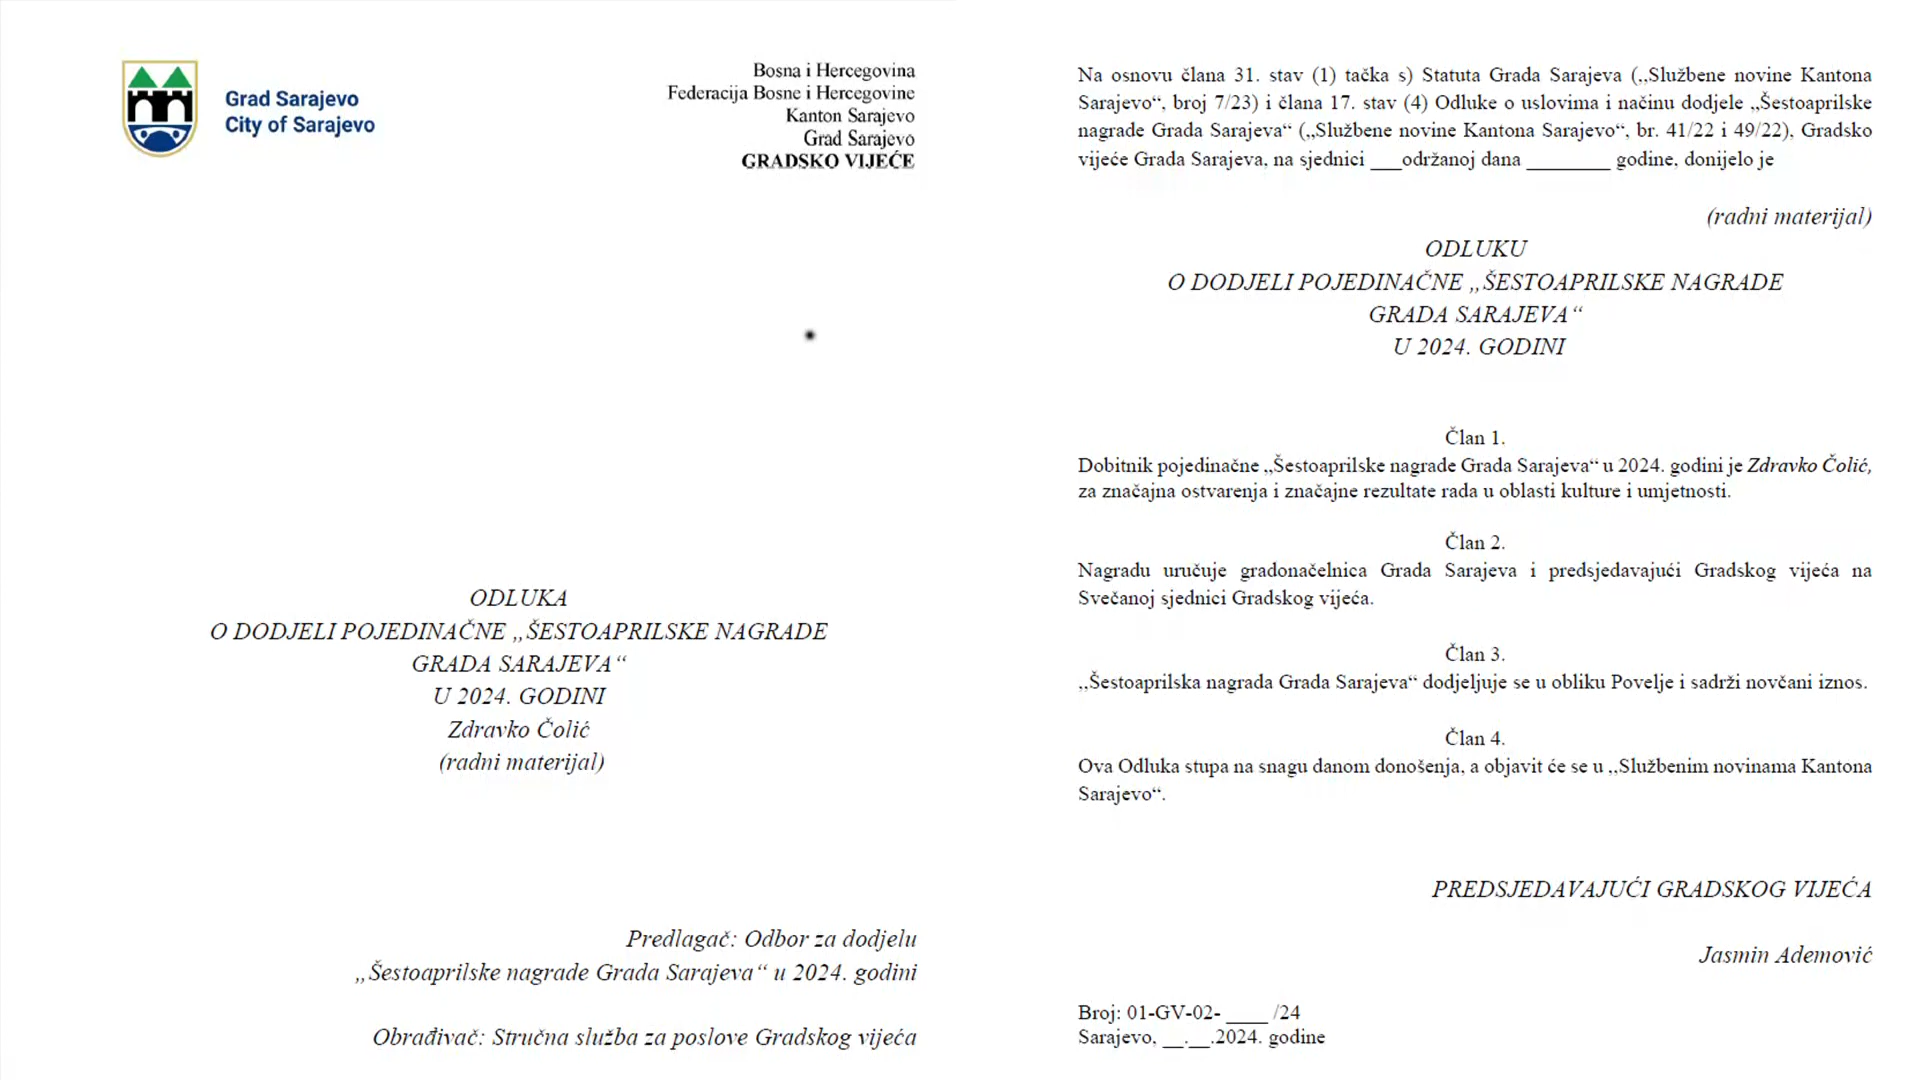 Grad Sarajevo
City of Sarajevo
Bosna i Hercegovina
Federacija Bosne i Hercegovine
Kanton Sarajevo
Grad Sarajevo
GRADSKO VIJEĆE
ODLUKA
O DODJELI POJEDINAČNE „ŠESTOAPRILSKE NAGRADE
GRADA SARAJEVA“
U 2024. GODINI
Zdravko Čolić
(radni materijal)
Predlagač: Odbor za dodjelu
„Šestoaprilske nagrade Grada Sarajeva“ u 2024. godini
Obrađivač: Stručna služba za poslove Gradskog vijeća
Na osnovu člana 31. stav (1) tačka s) Statuta Grada Sarajeva („Službene novine Kantona
Sarajevo“, broj 7/23) i člana 17. stav (4) Odluke o uslovima i načinu dodjele „Šestoaprilske
nagrade Grada Sarajeva“ („Službene novine Kantona Sarajevo“, br. 41/22 i 49/22), Gradsko
vijeće Grada Sarajeva, na sjednici ___održanoj dana ________ godine, donijelo je
(radni materijal)
ODLUKU
O DODJELI POJEDINAČNE „ŠESTOAPRILSKE NAGRADE
GRADA SARAJEVA“
U 2024. GODINI
Član 1.
Dobitnik pojedinačne „Šestoaprilske nagrade Grada Sarajeva“ u 2024. godini je Zdravko Čolić,
za značajna ostvarenja i značajne rezultate rada u oblasti kulture i umjetnosti.
Član 2.
Nagradu uručuje gradonačelnica Grada Sarajeva i predsjedavajući Gradskog vijeća na
Svečanoj sjednici Gradskog vijeća.
Član 3.
„Šestoaprilska nagrada Grada Sarajeva“ dodjeljuje se u obliku Povelje i sadrži novčani iznos.
Član 4.
Ova Odluka stupa na snagu danom donošenja, a objavit će se u „Službenim novinama Kantona
Sarajevo“.
PREDSJEDAVAJUĆI GRADSKOG VIJEĆA
Jasmin Ademović
Broj: 01-GV-02- ____ /24
Sarajevo, __.__.2024. godine